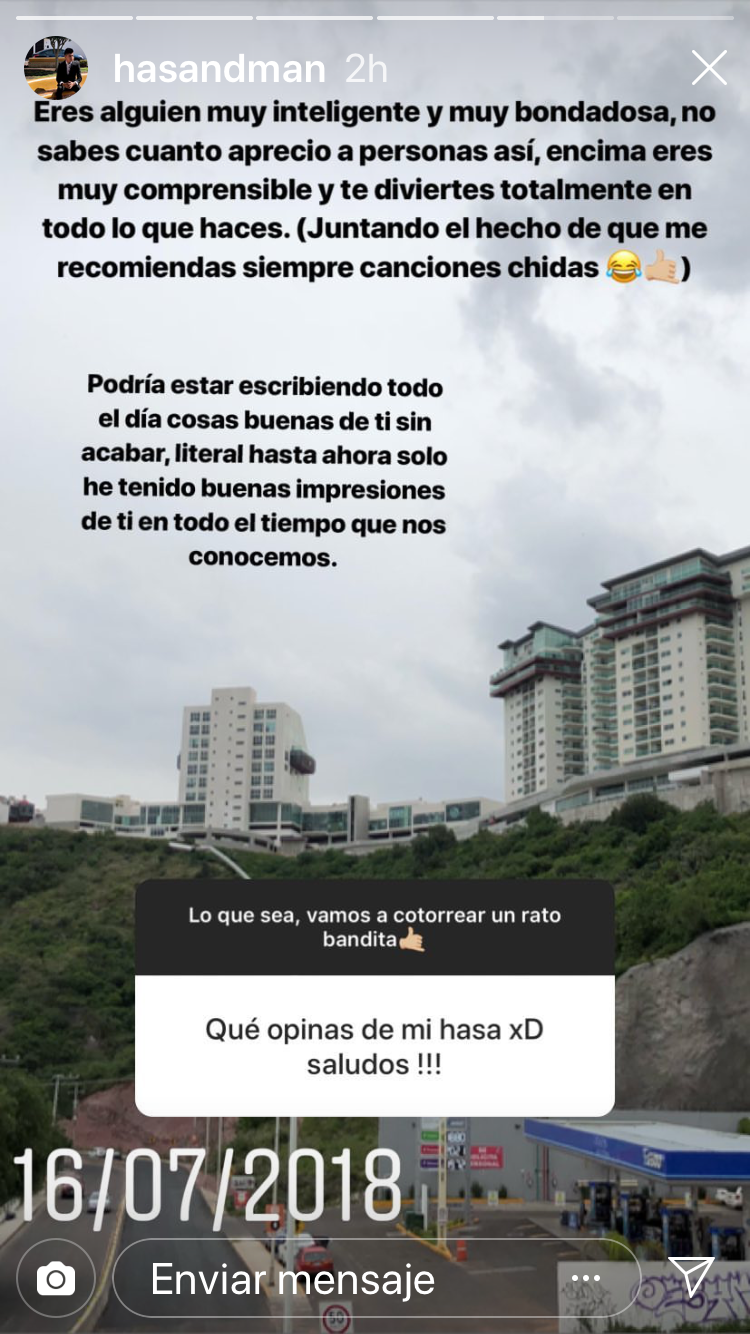 hasandman 2h
Eres alguien muy inteligente y muy bondadosa, no
sabes cuanto aprecio a personas así, encima eres
muy comprensible y te diviertes totalmente en
todo lo que haces. (Juntando el hecho de que me
recomiendas siempre canciones chidas 😂🤙🏼)
Podría estar escribiendo todo
el día cosas buenas de ti sin
acabar, literal hasta ahora solo
he tenido buenas impresiones
de ti en todo el tiempo que nos
conocemos.
Lo que sea, vamos a cotorrear un rato
bandita🤙🏼
Qué opinas de mi hasa xD
saludos !!!
16/07/2018
Enviar mensaje
50